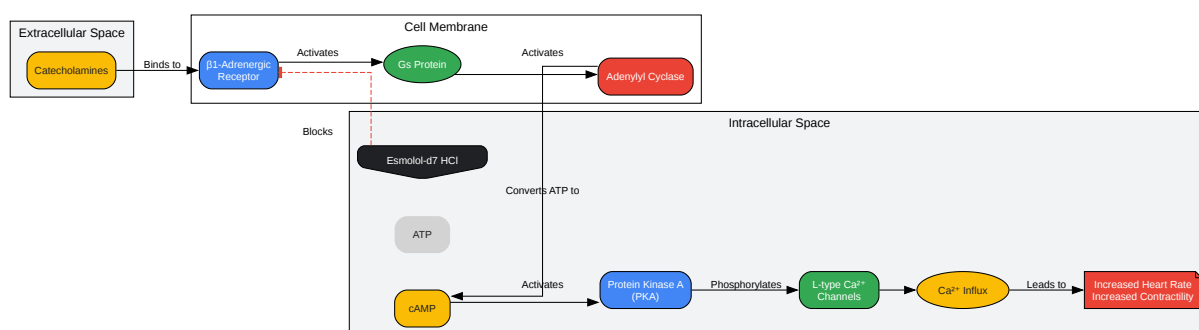 Extracellular Space
Catecholamines
Binds to
Cell Membrane
β1-Adrenergic
Receptor
Activates
Gs Protein
Activates
Adenylyl Cyclase
Blocks
Intracellular Space
Esmolol-d7 HCl
Converts ATP to
ATP
cAMP
Activates
Protein Kinase A
(PKA)
Phosphorylates
L-type Ca²⁺
Channels
Ca²⁺ Influx
Leads to
Increased Heart Rate
Increased Contractility